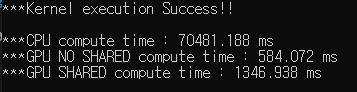 ***Kernel execution Success!!
***CPU compute time : 70481.188 ms
***GPU NO SHARED compute time : 584.072 ms
***GPU SHARED compute time : 1346.938 ms